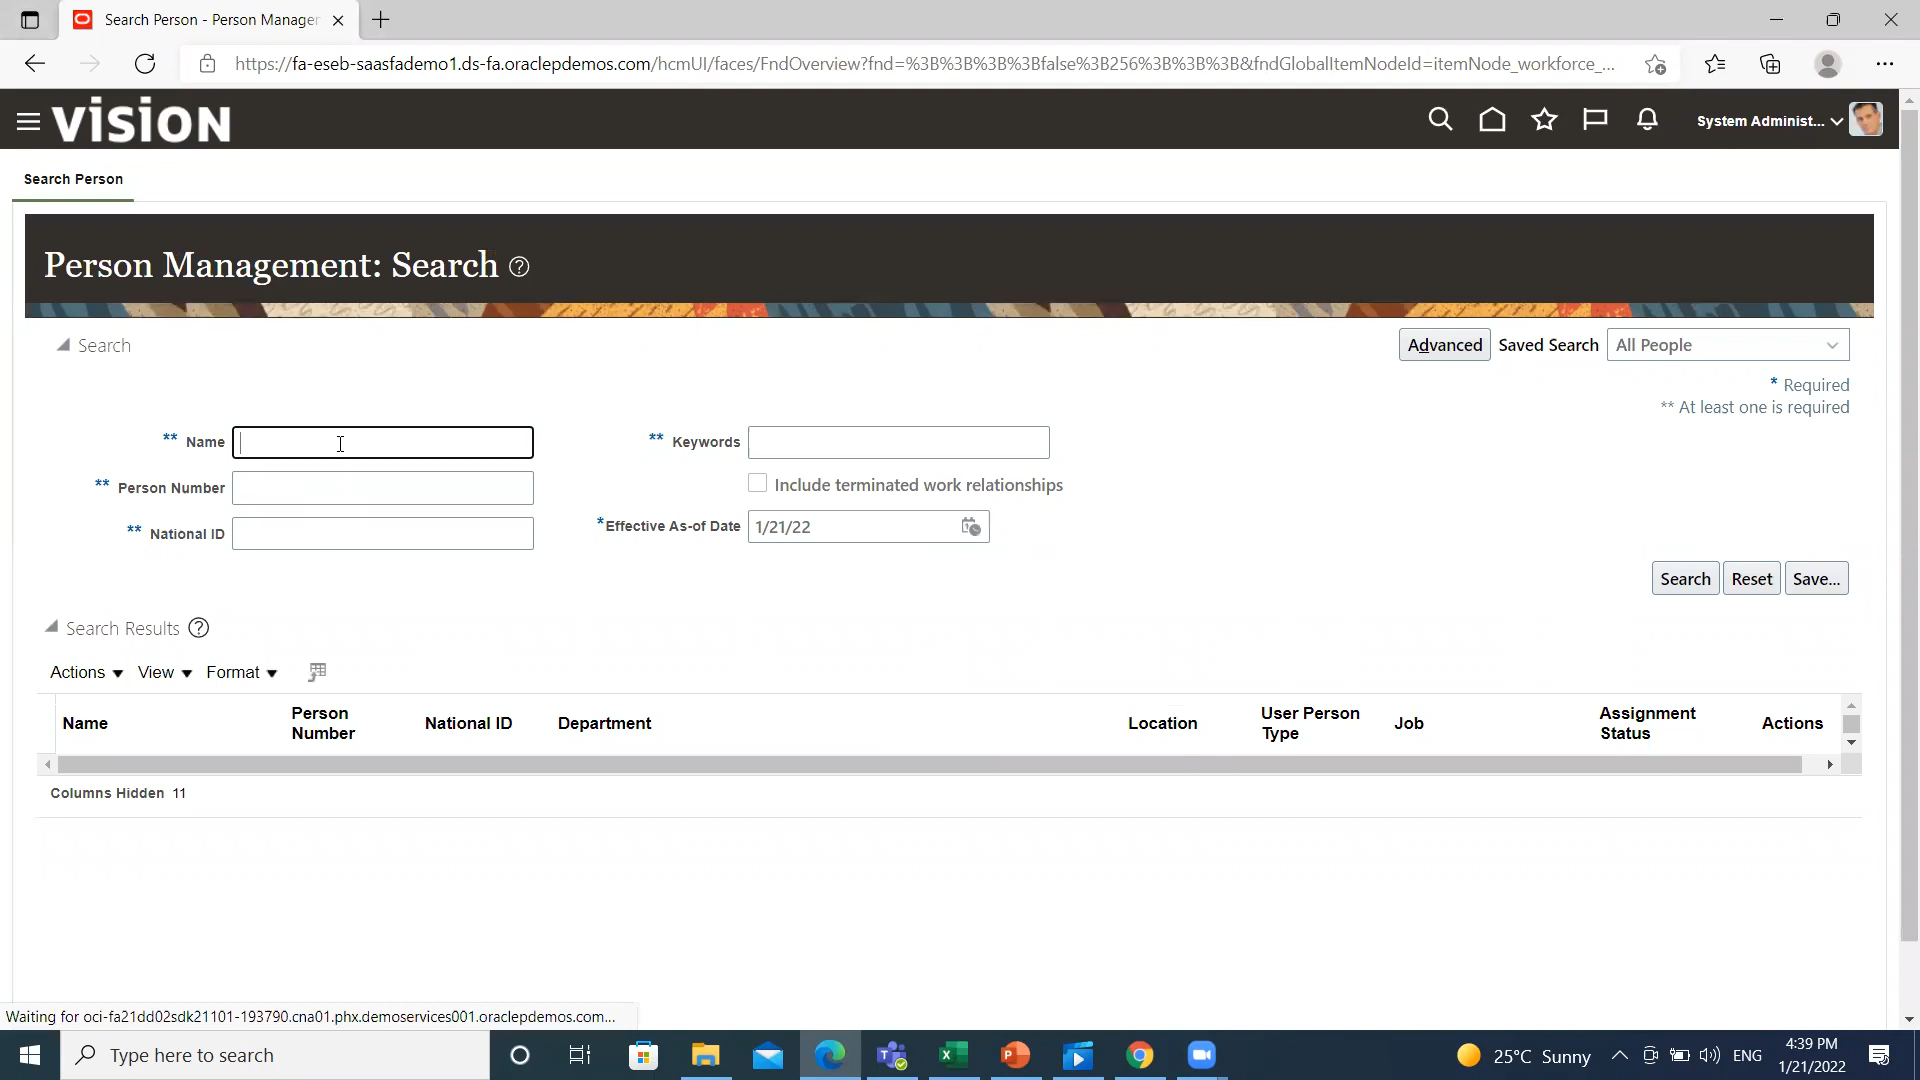 Search Person - Person Manager
https://fa-eseb-saasfademo1.ds-fa.oraclepdemos.com/hcmUI/faces/FndOverview?fnd=%3B%3B%3B%3Bfalse%3B256%3B%3B%3B&fndGlobalItemNodeId=itemNode_workforce_...
vision
System Administ...
Search Person
Person Management: Search
Search
Advanced Saved Search All People
* Required
** At least one is required
** Name
** Keywords
** Person Number
Include terminated work relationships
** National ID
*Effective As-of Date 1/21/22
Search Reset Save...
Search Results
Actions View Format
Name Person Number National ID Department Location User Person Type Job Assignment Status Actions
Columns Hidden 11
Waiting for oci-fa21dd02sdk21101-193790.cna01.phx.demoservices001.oraclepdemos.com...
Type here to search
25°C Sunny
ENG
4:39 PM
1/21/2022